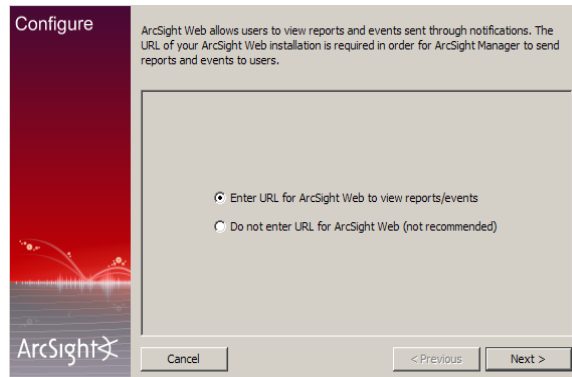 Configure
ArcSight Web allows users to view reports and events sent through notifications. The
URL of your ArcSight Web installation is required in order for ArcSight Manager to send
reports and events to users.
Enter URL for ArcSight Web to view reports/events
Do not enter URL for ArcSight Web (not recommended)
ArcSight
Cancel
< Previous
Next >